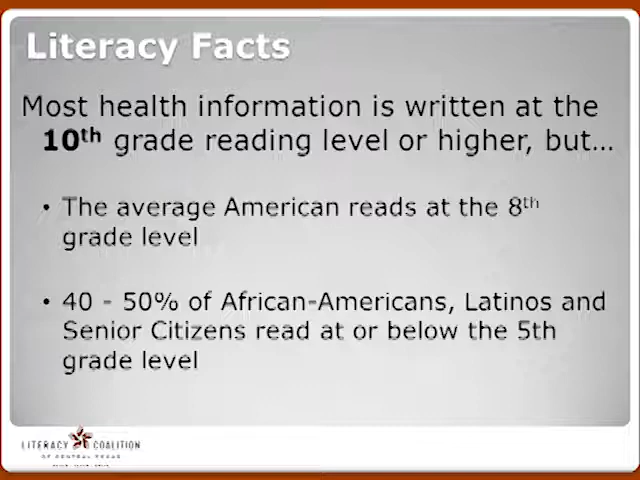 Literacy Facts
Most health information is written at the
10th grade reading level or higher, but...
• The average American reads at the 8th
grade level
• 40 - 50% of African-Americans, Latinos and
Senior Citizens read at or below the 5th
grade level
LITERACY COALITION
OF CENTRAL TEXAS